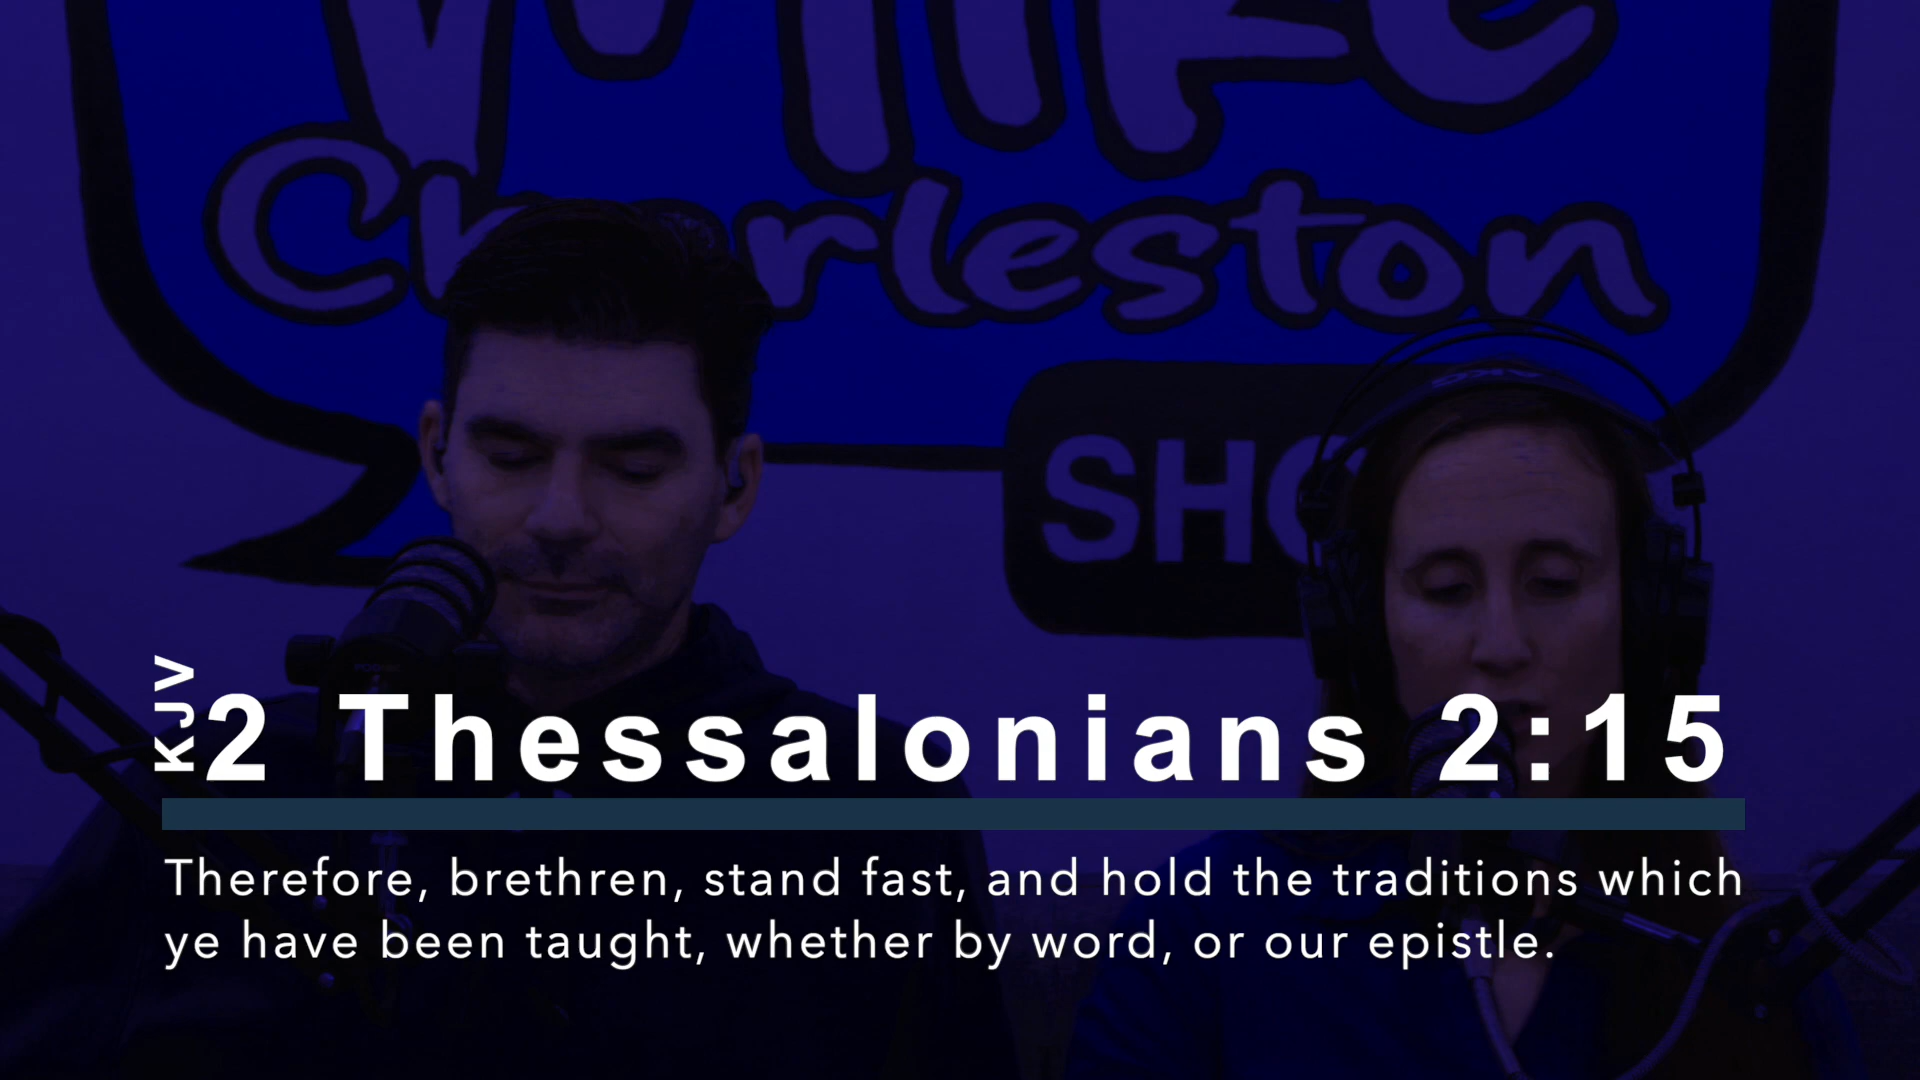 Charleston
SHO
KJV
2 Thessalonians 2:15
Therefore, brethren, stand fast, and hold the traditions which
ye have been taught, whether by word, or our epistle.